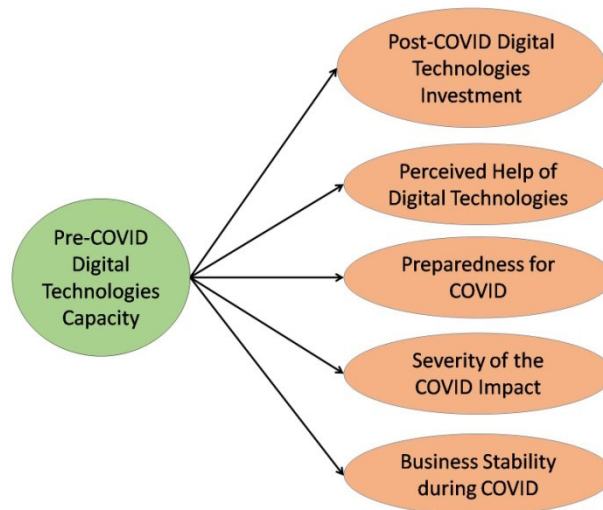 Post-COVID Digital
Technologies
Investment
Perceived Help of
Digital Technologies
Pre-COVID
Digital
Technologies
Capacity
Preparedness for
COVID
Severity of the
COVID Impact
Business Stability
during COVID